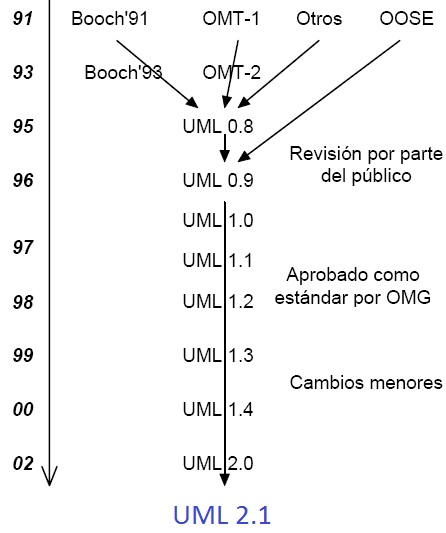 91 Booch'91 OMT-1 Otros OOSE
93 Booch'93 OMT-2
95 UML 0.8
Revisión por parte
del público
96 UML 0.9
UML 1.0
97 UML 1.1
Aprobado como
estándar por OMG
98 UML 1.2
99 UML 1.3
Cambios menores
00 UML 1.4
02 UML 2.0
UML 2.1